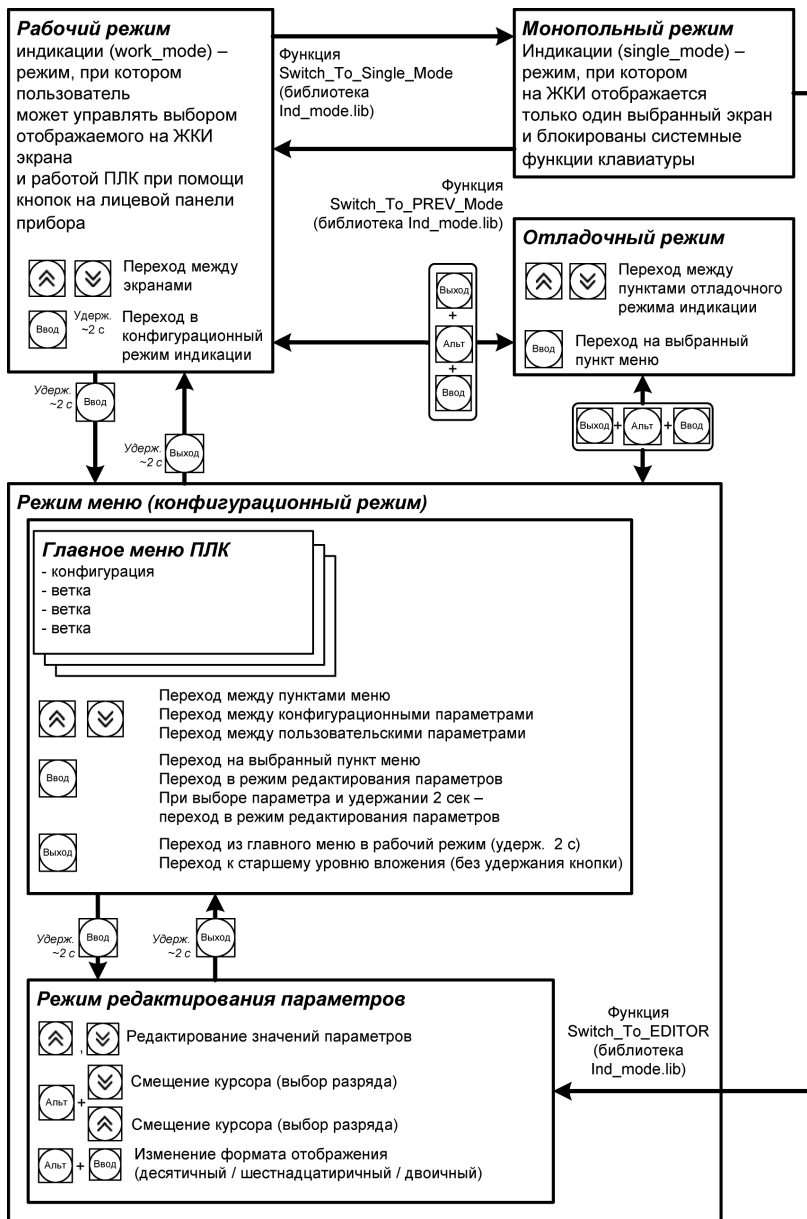 Рабочий режим
индикации (work_mode) –
режим, при котором
пользователь
может управлять выбором
отображаемого на ЖКИ
экрана
и работой ПЛК при помощи
кнопок на лицевой панели
прибора
Переход между
экранами
Ввод
Удерж.
~2 с
Переход в
конфигурационный
режим индикации
Функция
Switch_To_Single_Mode
(библиотека
Ind_mode.lib)
Монопольный режим
Индикации (single_mode) –
режим, при котором
на ЖКИ отображается
только один выбранный экран
и блокированы системные
функции клавиатуры
Функция
Switch_To_PREV_Mode
(библиотека Ind_mode.lib)
Выход
+
Альт
+
Ввод
Отладочный режим
Переход между
пунктами отладочного
режима индикации
Ввод
Переход на выбранный
пункт меню
Удерж.
~2 с
Ввод
Удерж.
~2 с
Выход
Выход + Альт + Ввод
Режим меню (конфигурационный режим)
Главное меню ПЛК
- конфигурация
- ветка
- ветка
- ветка
Переход между пунктами меню
Переход между конфигурационными параметрами
Переход между пользовательскими параметрами
Ввод
Переход на выбранный пункт меню
Переход в режим редактирования параметров
При выборе параметра и удержании 2 сек –
переход в режим редактирования параметров
Выход
Переход из главного меню в рабочий режим (удерж. 2 с)
Переход к старшему уровню вложения (без удержания кнопки)
Удерж.
~2 с
Ввод
Удерж.
~2 с
Выход
Режим редактирования параметров
, Редактирование значений параметров
Альт +
Смещение курсора (выбор разряда)
Смещение курсора (выбор разряда)
Альт + Ввод
Изменение формата отображения
(десятичный / шестнадцатиричный / двоичный)
Функция
Switch_To_EDITOR
(библиотека
Ind_mode.lib)